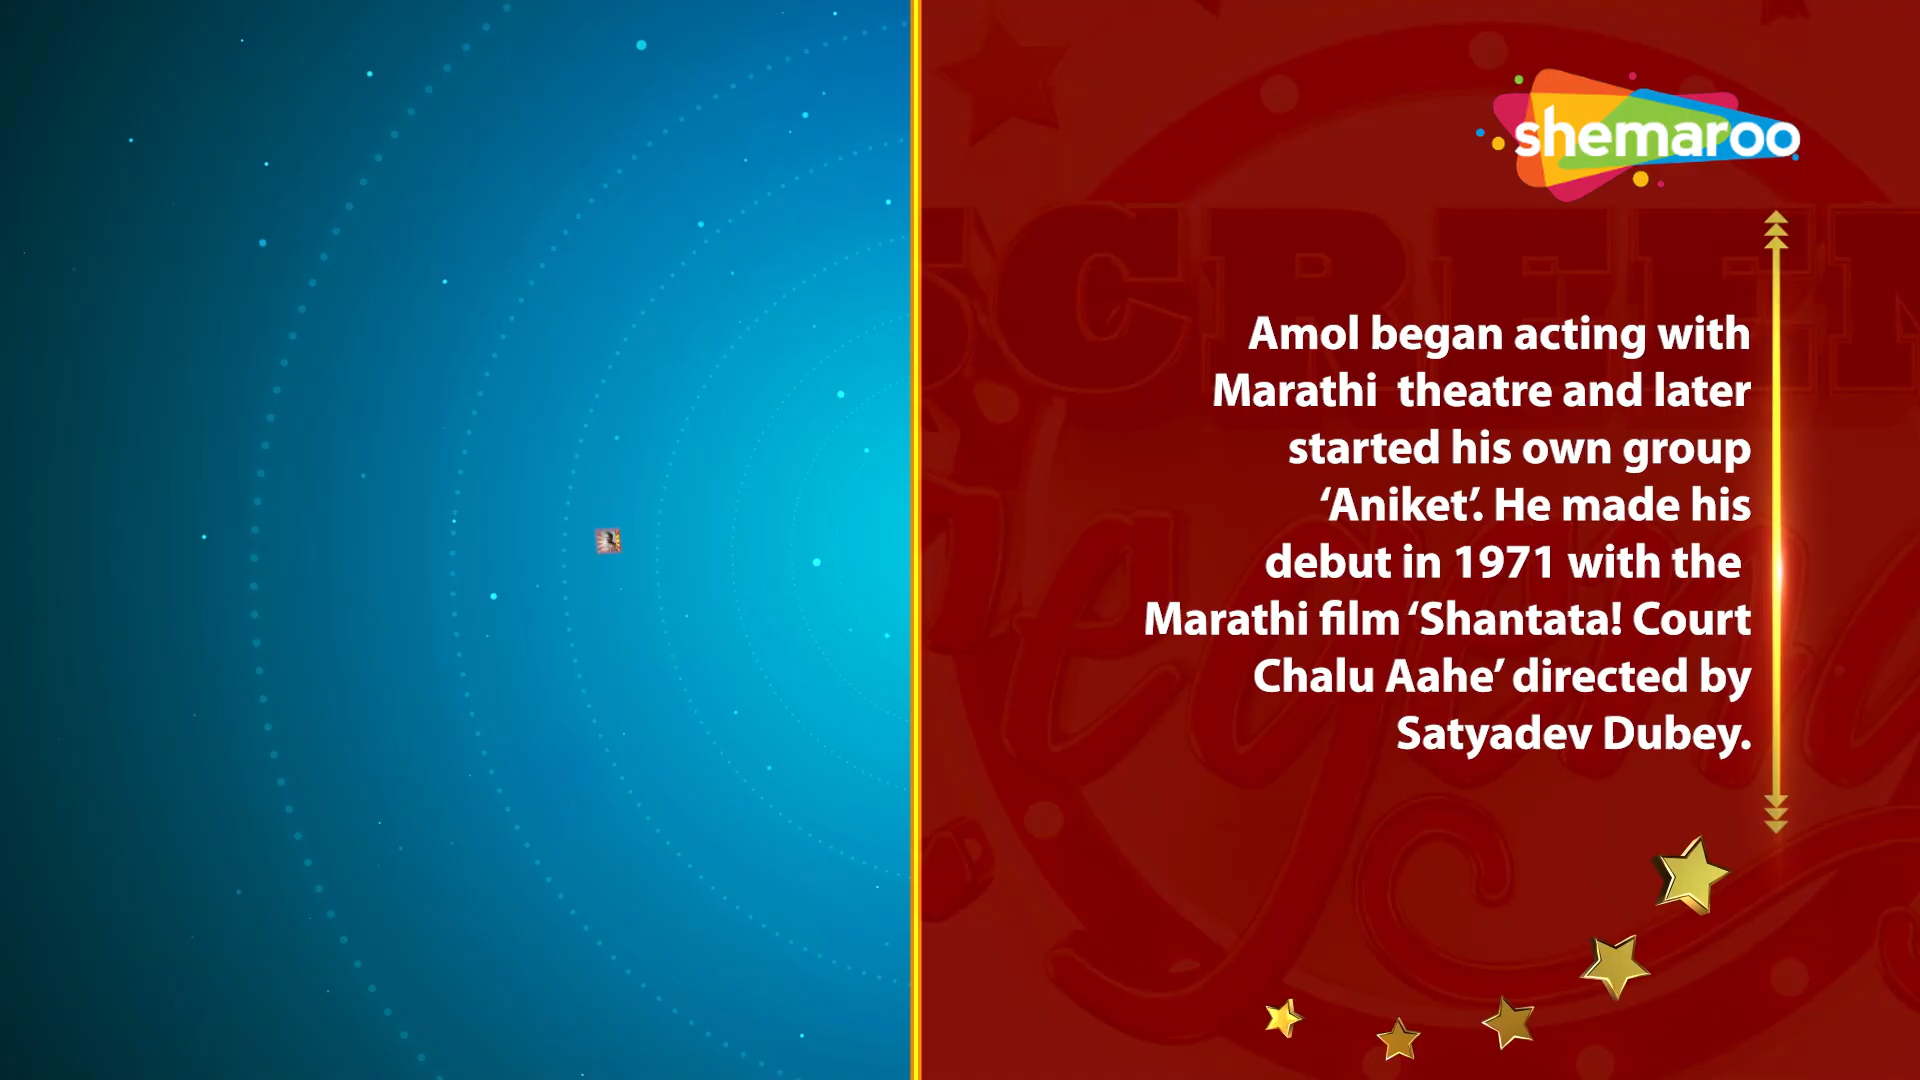 shemaroo
Amol began acting with
Marathi  theatre and later
started his own group
‘Aniket’. He made his
debut in 1971 with the
Marathi film ‘Shantata! Court
Chalu Aahe’ directed by
Satyadev Dubey.